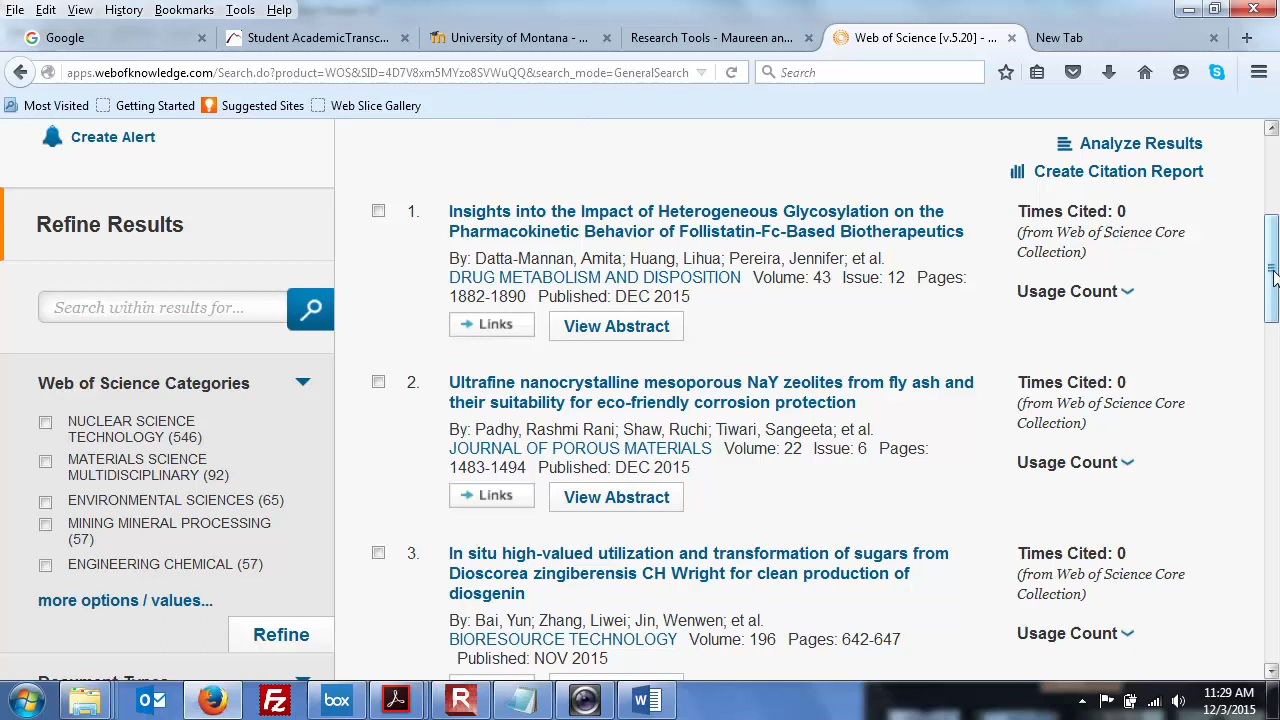 File Edit View History Bookmarks Tools Help
Google
Student AcademicTransc...
University of Montana - ...
Research Tools - Maureen an...
Web of Science [v.5.20] - ...
New Tab
apps.webofknowledge.com/Search.do?product=WOS&SID=4D7V8xm5MYzo8SVWuQQ&search_mode=GeneralSearch
Search
Most Visited Getting Started Suggested Sites Web Slice Gallery
Create Alert
Analyze Results
Create Citation Report
Refine Results
Search within results for...
Web of Science Categories
NUCLEAR SCIENCE
TECHNOLOGY (546)
MATERIALS SCIENCE
MULTIDISCIPLINARY (92)
ENVIRONMENTAL SCIENCES (65)
MINING MINERAL PROCESSING
(57)
ENGINEERING CHEMICAL (57)
more options / values...
Refine
Document Types
1. Insights into the Impact of Heterogeneous Glycosylation on the
Pharmacokinetic Behavior of Follistatin-Fc-Based Biotherapeutics
By: Datta-Mannan, Amita; Huang, Lihua; Pereira, Jennifer; et al.
DRUG METABOLISM AND DISPOSITION Volume: 43 Issue: 12 Pages:
1882-1890 Published: DEC 2015
Links View Abstract
Times Cited: 0
(from Web of Science Core
Collection)
Usage Count
2. Ultrafine nanocrystalline mesoporous NaY zeolites from fly ash and
their suitability for eco-friendly corrosion protection
By: Padhy, Rashmi Rani; Shaw, Ruchi; Tiwari, Sangeeta; et al.
JOURNAL OF POROUS MATERIALS Volume: 22 Issue: 6 Pages:
1483-1494 Published: DEC 2015
Links View Abstract
Times Cited: 0
(from Web of Science Core
Collection)
Usage Count
3. In situ high-valued utilization and transformation of sugars from
Dioscorea zingiberensis CH Wright for clean production of
diosgenin
By: Bai, Yun; Zhang, Liwei; Jin, Wenwen; et al.
BIORESOURCE TECHNOLOGY Volume: 196 Pages: 642-647
Published: NOV 2015
Times Cited: 0
(from Web of Science Core
Collection)
Usage Count
box
11:29 AM
12/3/2015